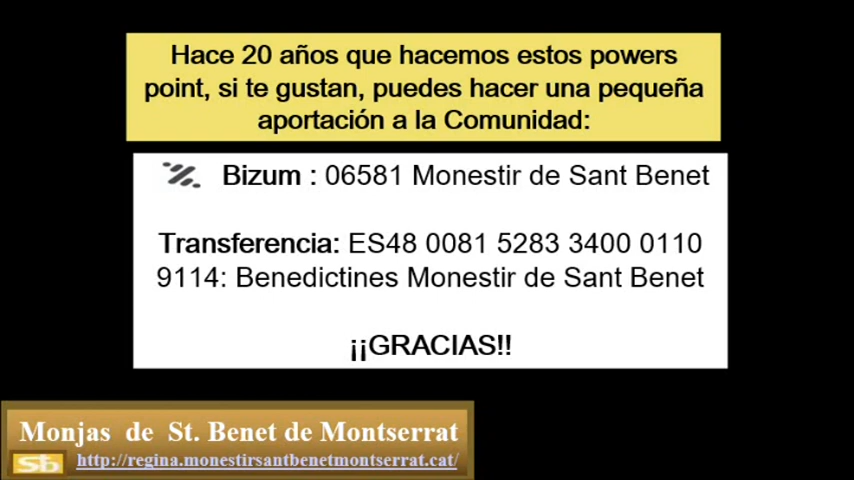 Hace 20 años que hacemos estos powers
point, si te gustan, puedes hacer una pequeña
aportación a la Comunidad:
Bizum : 06581 Monestir de Sant Benet
Transferencia: ES48 0081 5283 3400 0110
9114: Benedictines Monestir de Sant Benet
¡¡GRACIAS!!
Monjas de St. Benet de Montserrat
Sb http://regina.monestirsantbenetmontserrat.cat/